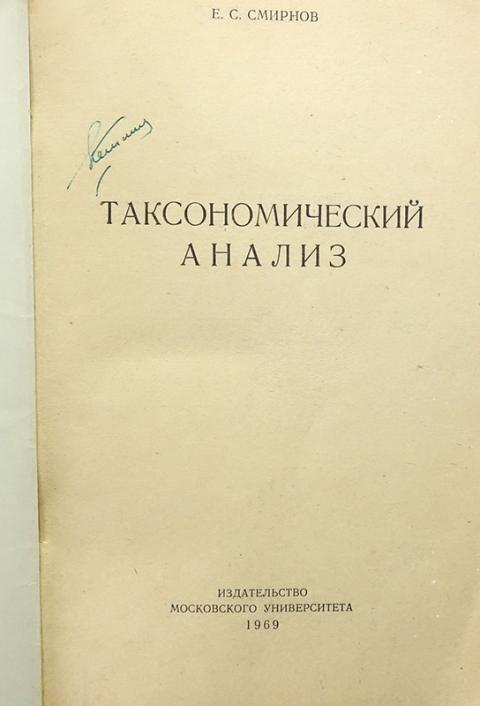 Е. С. СМИРНОВ
ТАКСОНОМИЧЕСКИЙ
АНАЛИЗ
ИЗДАТЕЛЬСТВО
МОСКОВСКОГО УНИВЕРСИТЕТА
1969